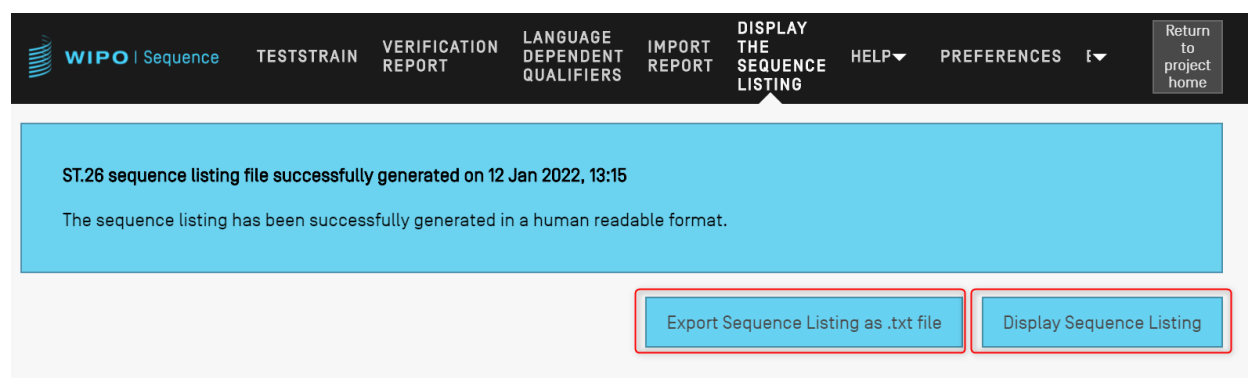 WIPO | Sequence
TESTSTRAIN
VERIFICATION
REPORT
LANGUAGE
DEPENDENT
QUALIFIERS
IMPORT
REPORT
DISPLAY
THE
SEQUENCE
LISTING
HELP
PREFERENCES
Return
to
project
home
ST.26 sequence listing file successfully generated on 12 Jan 2022, 13:15
The sequence listing has been successfully generated in a human readable format.
Export Sequence Listing as .txt file
Display Sequence Listing